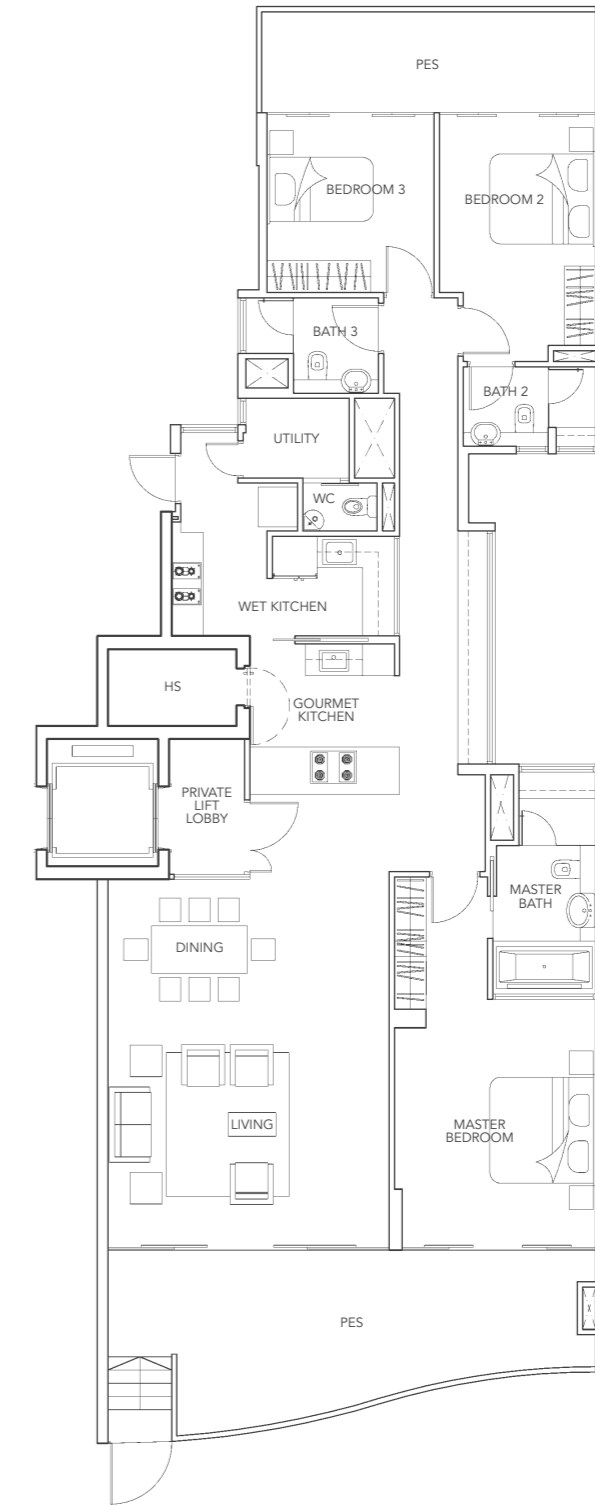 PES
BEDROOM 3
BEDROOM 2
BATH 3
BATH 2
UTILITY
WC
WET KITCHEN
HS
GOURMET
KITCHEN
PRIVATE
LIFT
LOBBY
MASTER
BATH
DINING
LIVING
MASTER
BEDROOM
PES